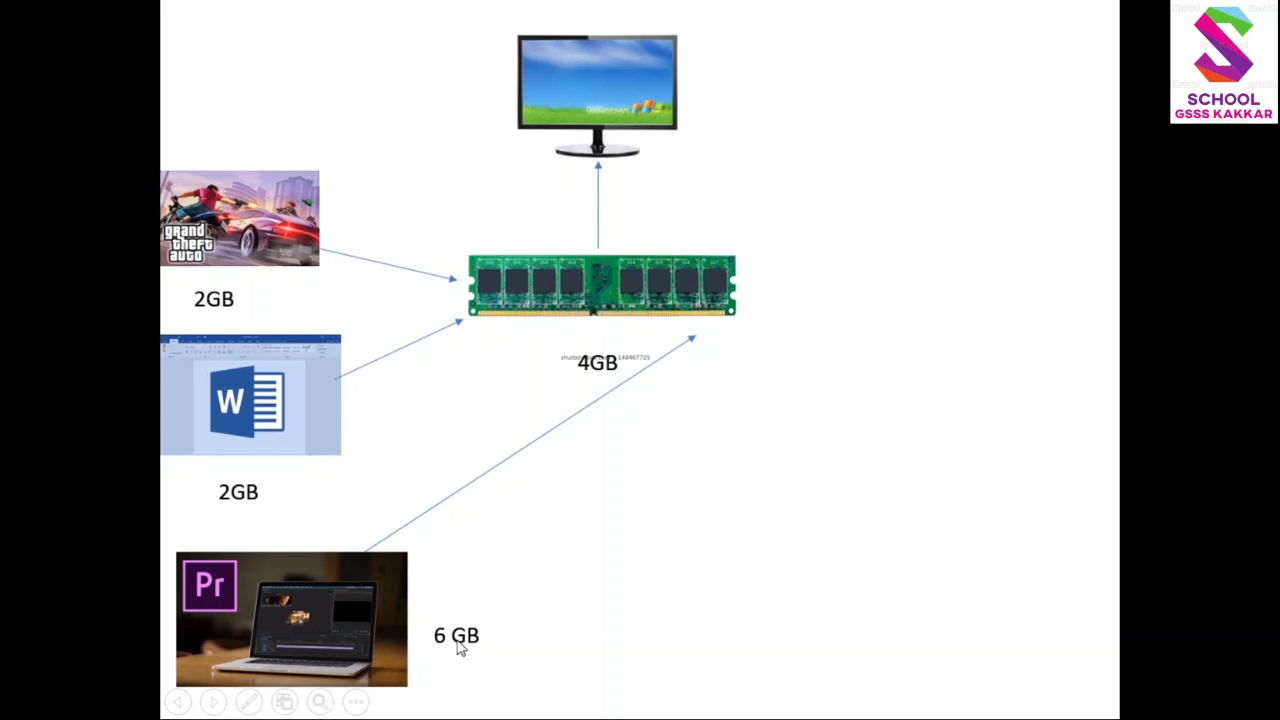 SCHOOL
GSSS KAKKAR
grand
theft
auto
2GB
4GB
W
2GB
Pr
6 GB